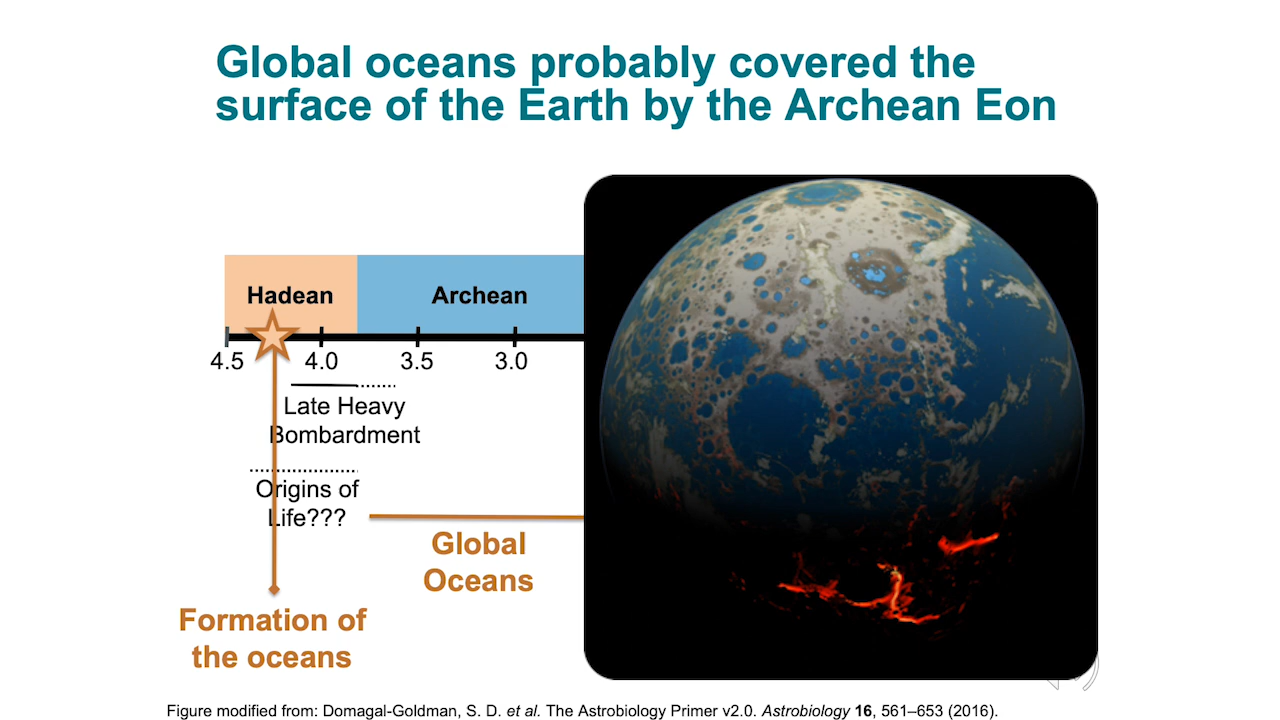 Global oceans probably covered the
surface of the Earth by the Archean Eon
Hadean
Archean
4.5
4.0
3.5
3.0
Late Heavy
Bombardment
Origins of
Life???
Global
Oceans
Formation of
the oceans
Figure modified from: Domagal-Goldman, S. D. et al. The Astrobiology Primer v2.0. Astrobiology 16, 561–653 (2016).